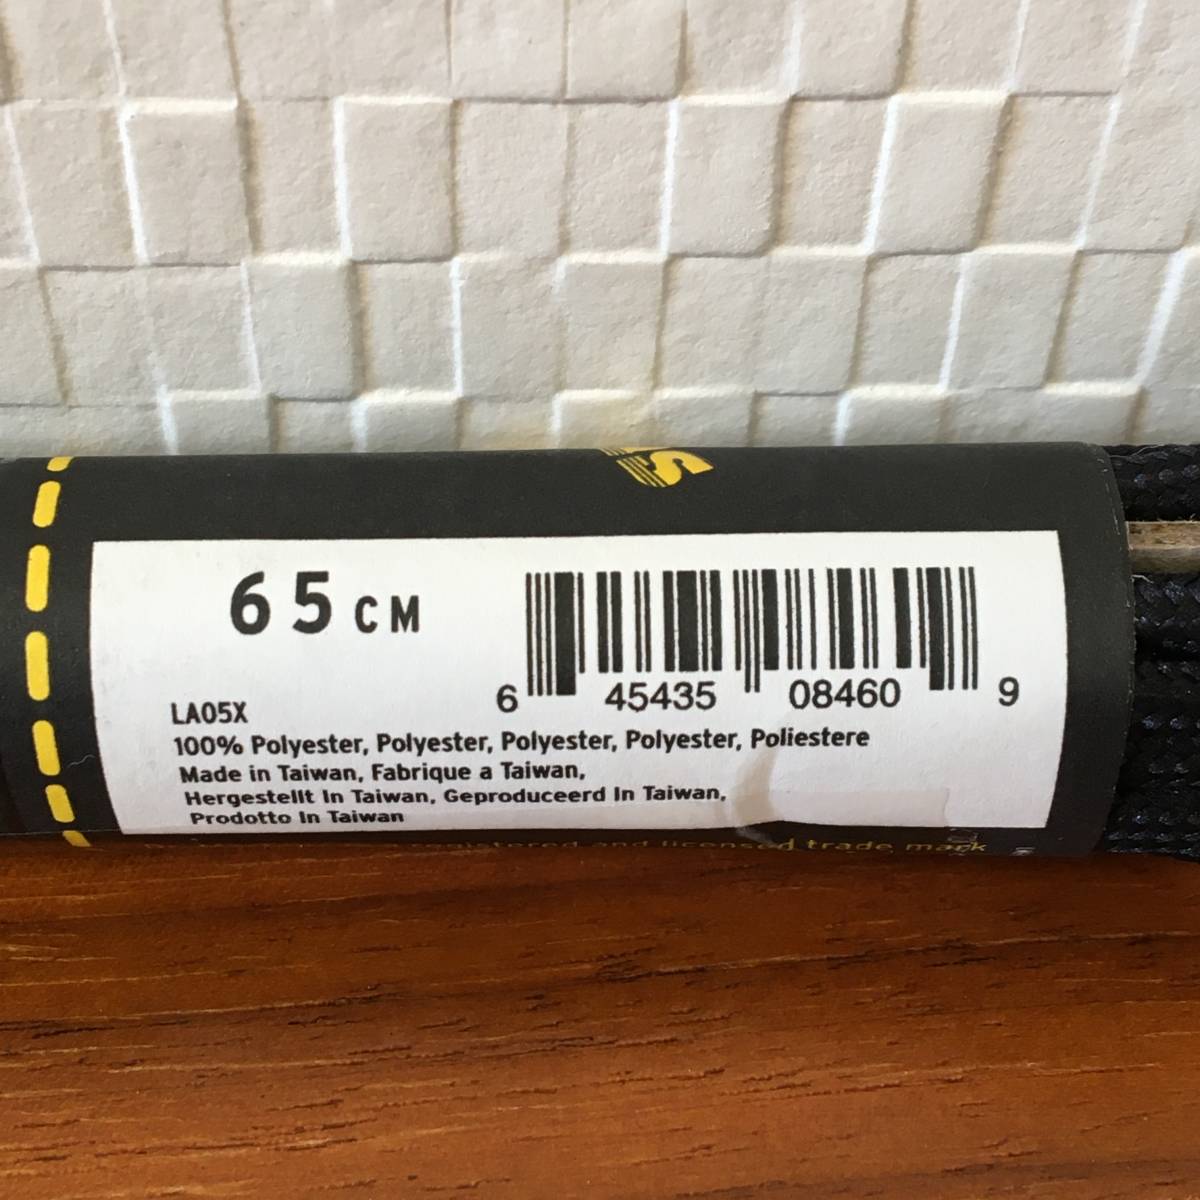 S
65 CM
6 45435 08460 9
LA05X
100% Polyester, Polyester, Polyester, Polyester, Poliestere
Made in Taiwan, Fabrique a Taiwan,
Hergestellt In Taiwan, Geproduceerd In Taiwan,
Prodotto In Taiwan
and licensed trade mark